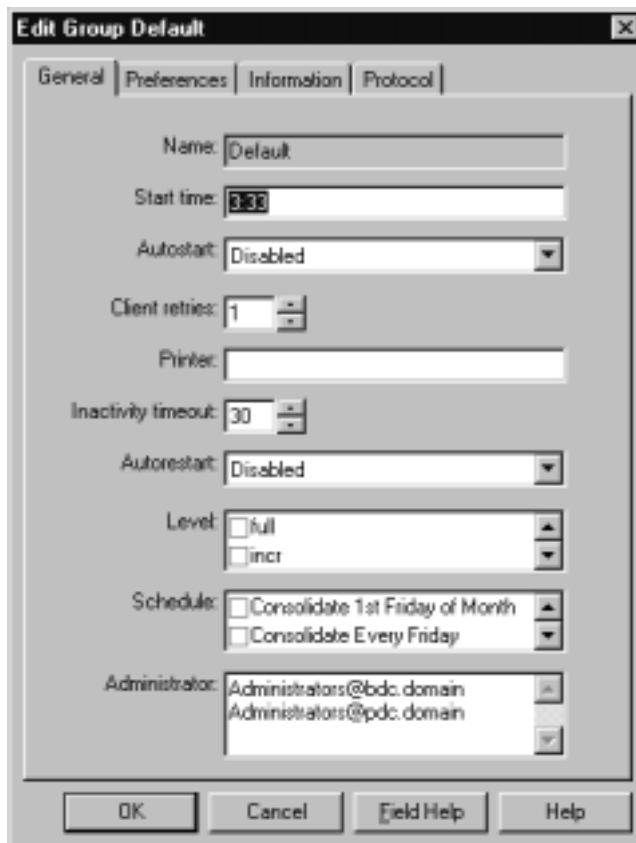 Edit Group Default
General Preferences Information Protocol
Name: Default
Start time: 3:33
Autostart: Disabled
Client retries: 1
Printer:
Inactivity timeout: 30
Autorestart: Disabled
Level: full
incr
Schedule: Consolidate 1st Friday of Month
Consolidate Every Friday
Administrator: Administrators@bdc.domain
Administrators@pdc.domain
OK Cancel Field Help Help